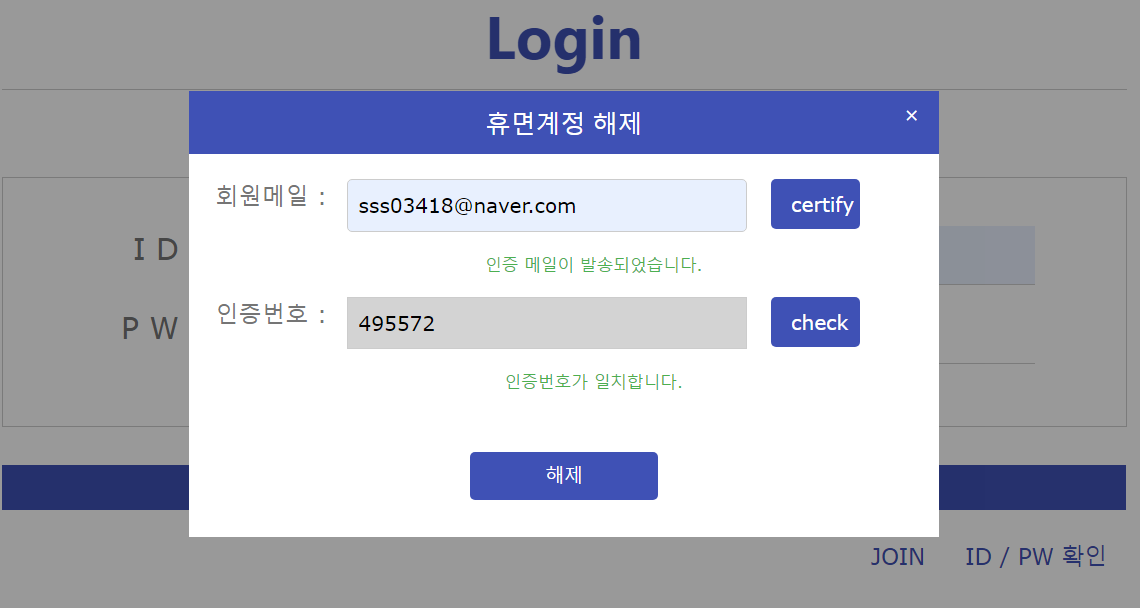 Login
휴면계정 해제 ×
회원메일 : sss03418@naver.com certify
인증 메일이 발송되었습니다.
I D
인증번호 : 495572 check
P W
인증번호가 일치합니다.
해제
JOIN ID / PW 확인